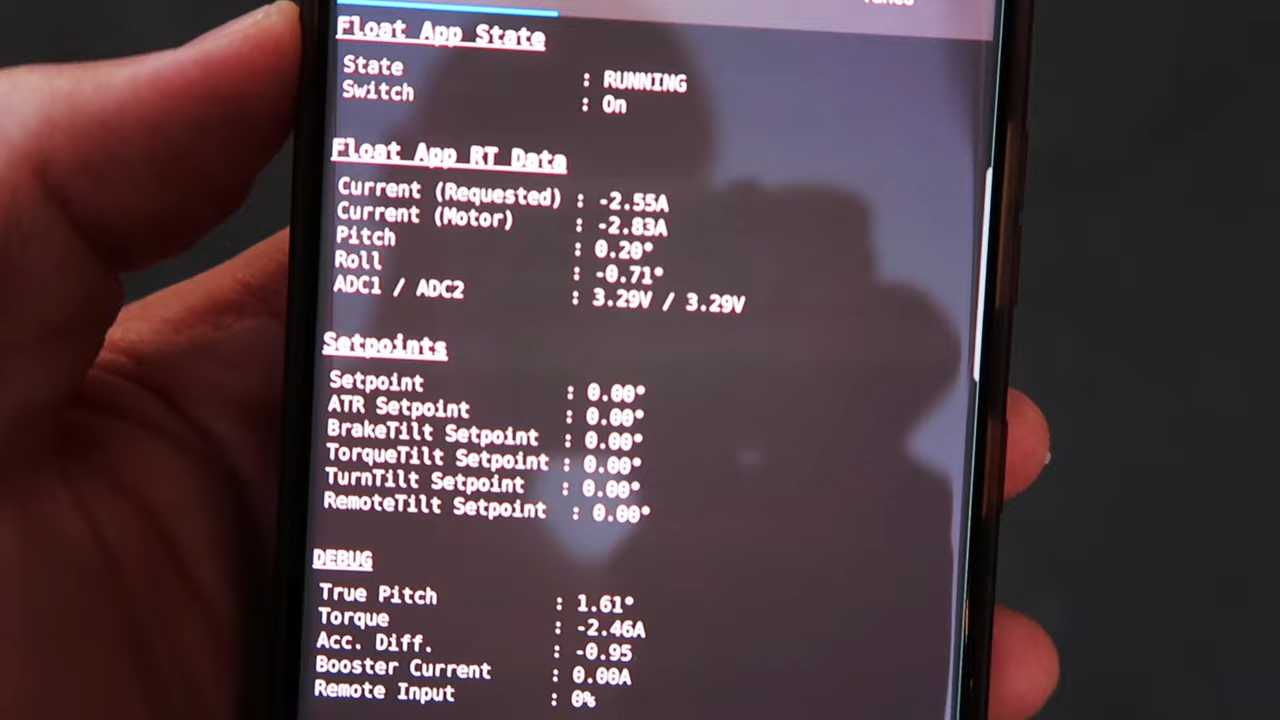 Float App State
State : RUNNING
Switch : On
Float App RT Data
Current (Requested) : -2.55A
Current (Motor) : -2.83A
Pitch : 0.20°
Roll : -0.71°
ADC1 / ADC2 : 3.29V / 3.29V
Setpoints
Setpoint : 0.00°
ATR Setpoint : 0.00°
BrakeTilt Setpoint : 0.00°
TorqueTilt Setpoint : 0.00°
TurnTilt Setpoint : 0.00°
RemoteTilt Setpoint : 0.00°
DEBUG
True Pitch : 1.61°
Torque : -2.46A
Acc. Diff. : -0.95
Booster Current : 0.00A
Remote Input : 0%